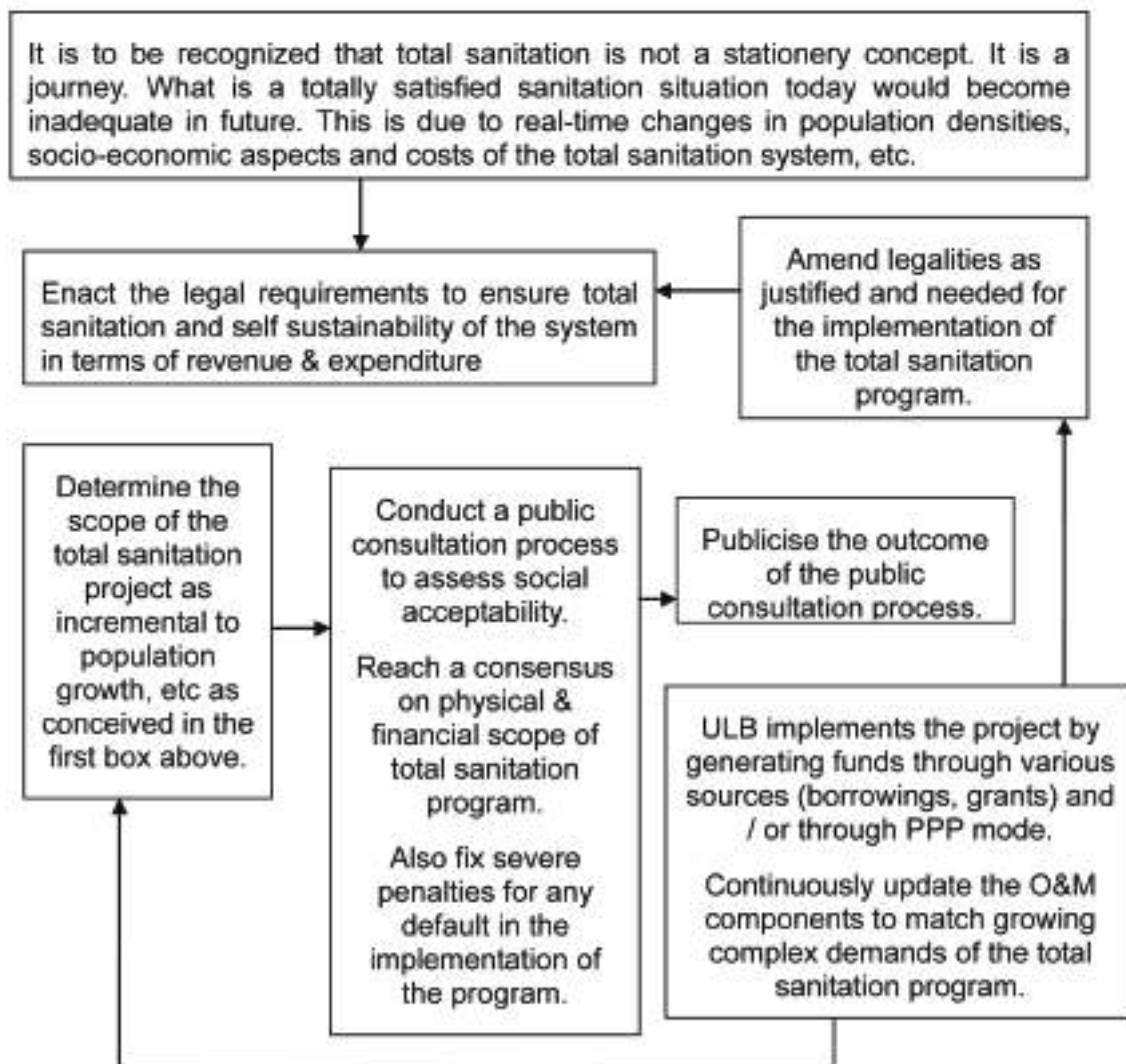 It is to be recognized that total sanitation is not a stationery concept. It is a
journey. What is a totally satisfied sanitation situation today would become
inadequate in future. This is due to real-time changes in population densities,
socio-economic aspects and costs of the total sanitation system, etc.
Enact the legal requirements to ensure total
sanitation and self sustainability of the system
in terms of revenue & expenditure
Amend legalities as
justified and needed for
the implementation of
the total sanitation
program.
Determine the
scope of the
total sanitation
project as
incremental to
population
growth, etc as
conceived in the
first box above.
Conduct a public
consultation process
to assess social
acceptability.
Reach a consensus
on physical &
financial scope of
total sanitation
program.
Also fix severe
penalties for any
default in the
implementation of
the program.
Publicise the outcome
of the public
consultation process.
ULB implements the project by
generating funds through various
sources (borrowings, grants) and
/ or through PPP mode.
Continuously update the O&M
components to match growing
complex demands of the total
sanitation program.